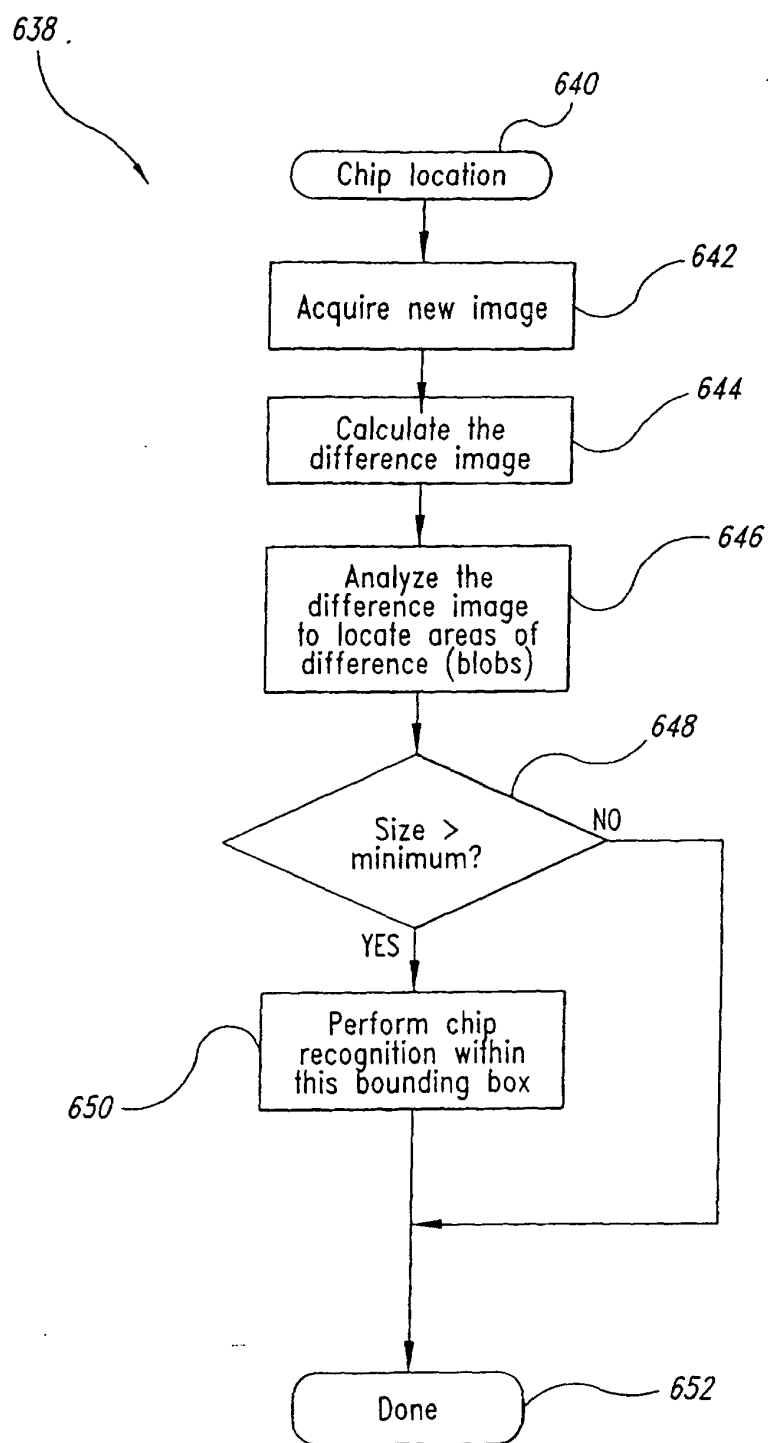 638
640
Chip location
642
Acquire new image
644
Calculate the
difference image
646
Analyze the
difference image
to locate areas of
difference (blobs)
648
Size >
minimum?
NO
YES
Perform chip
recognition within
this bounding box
650
Done
652